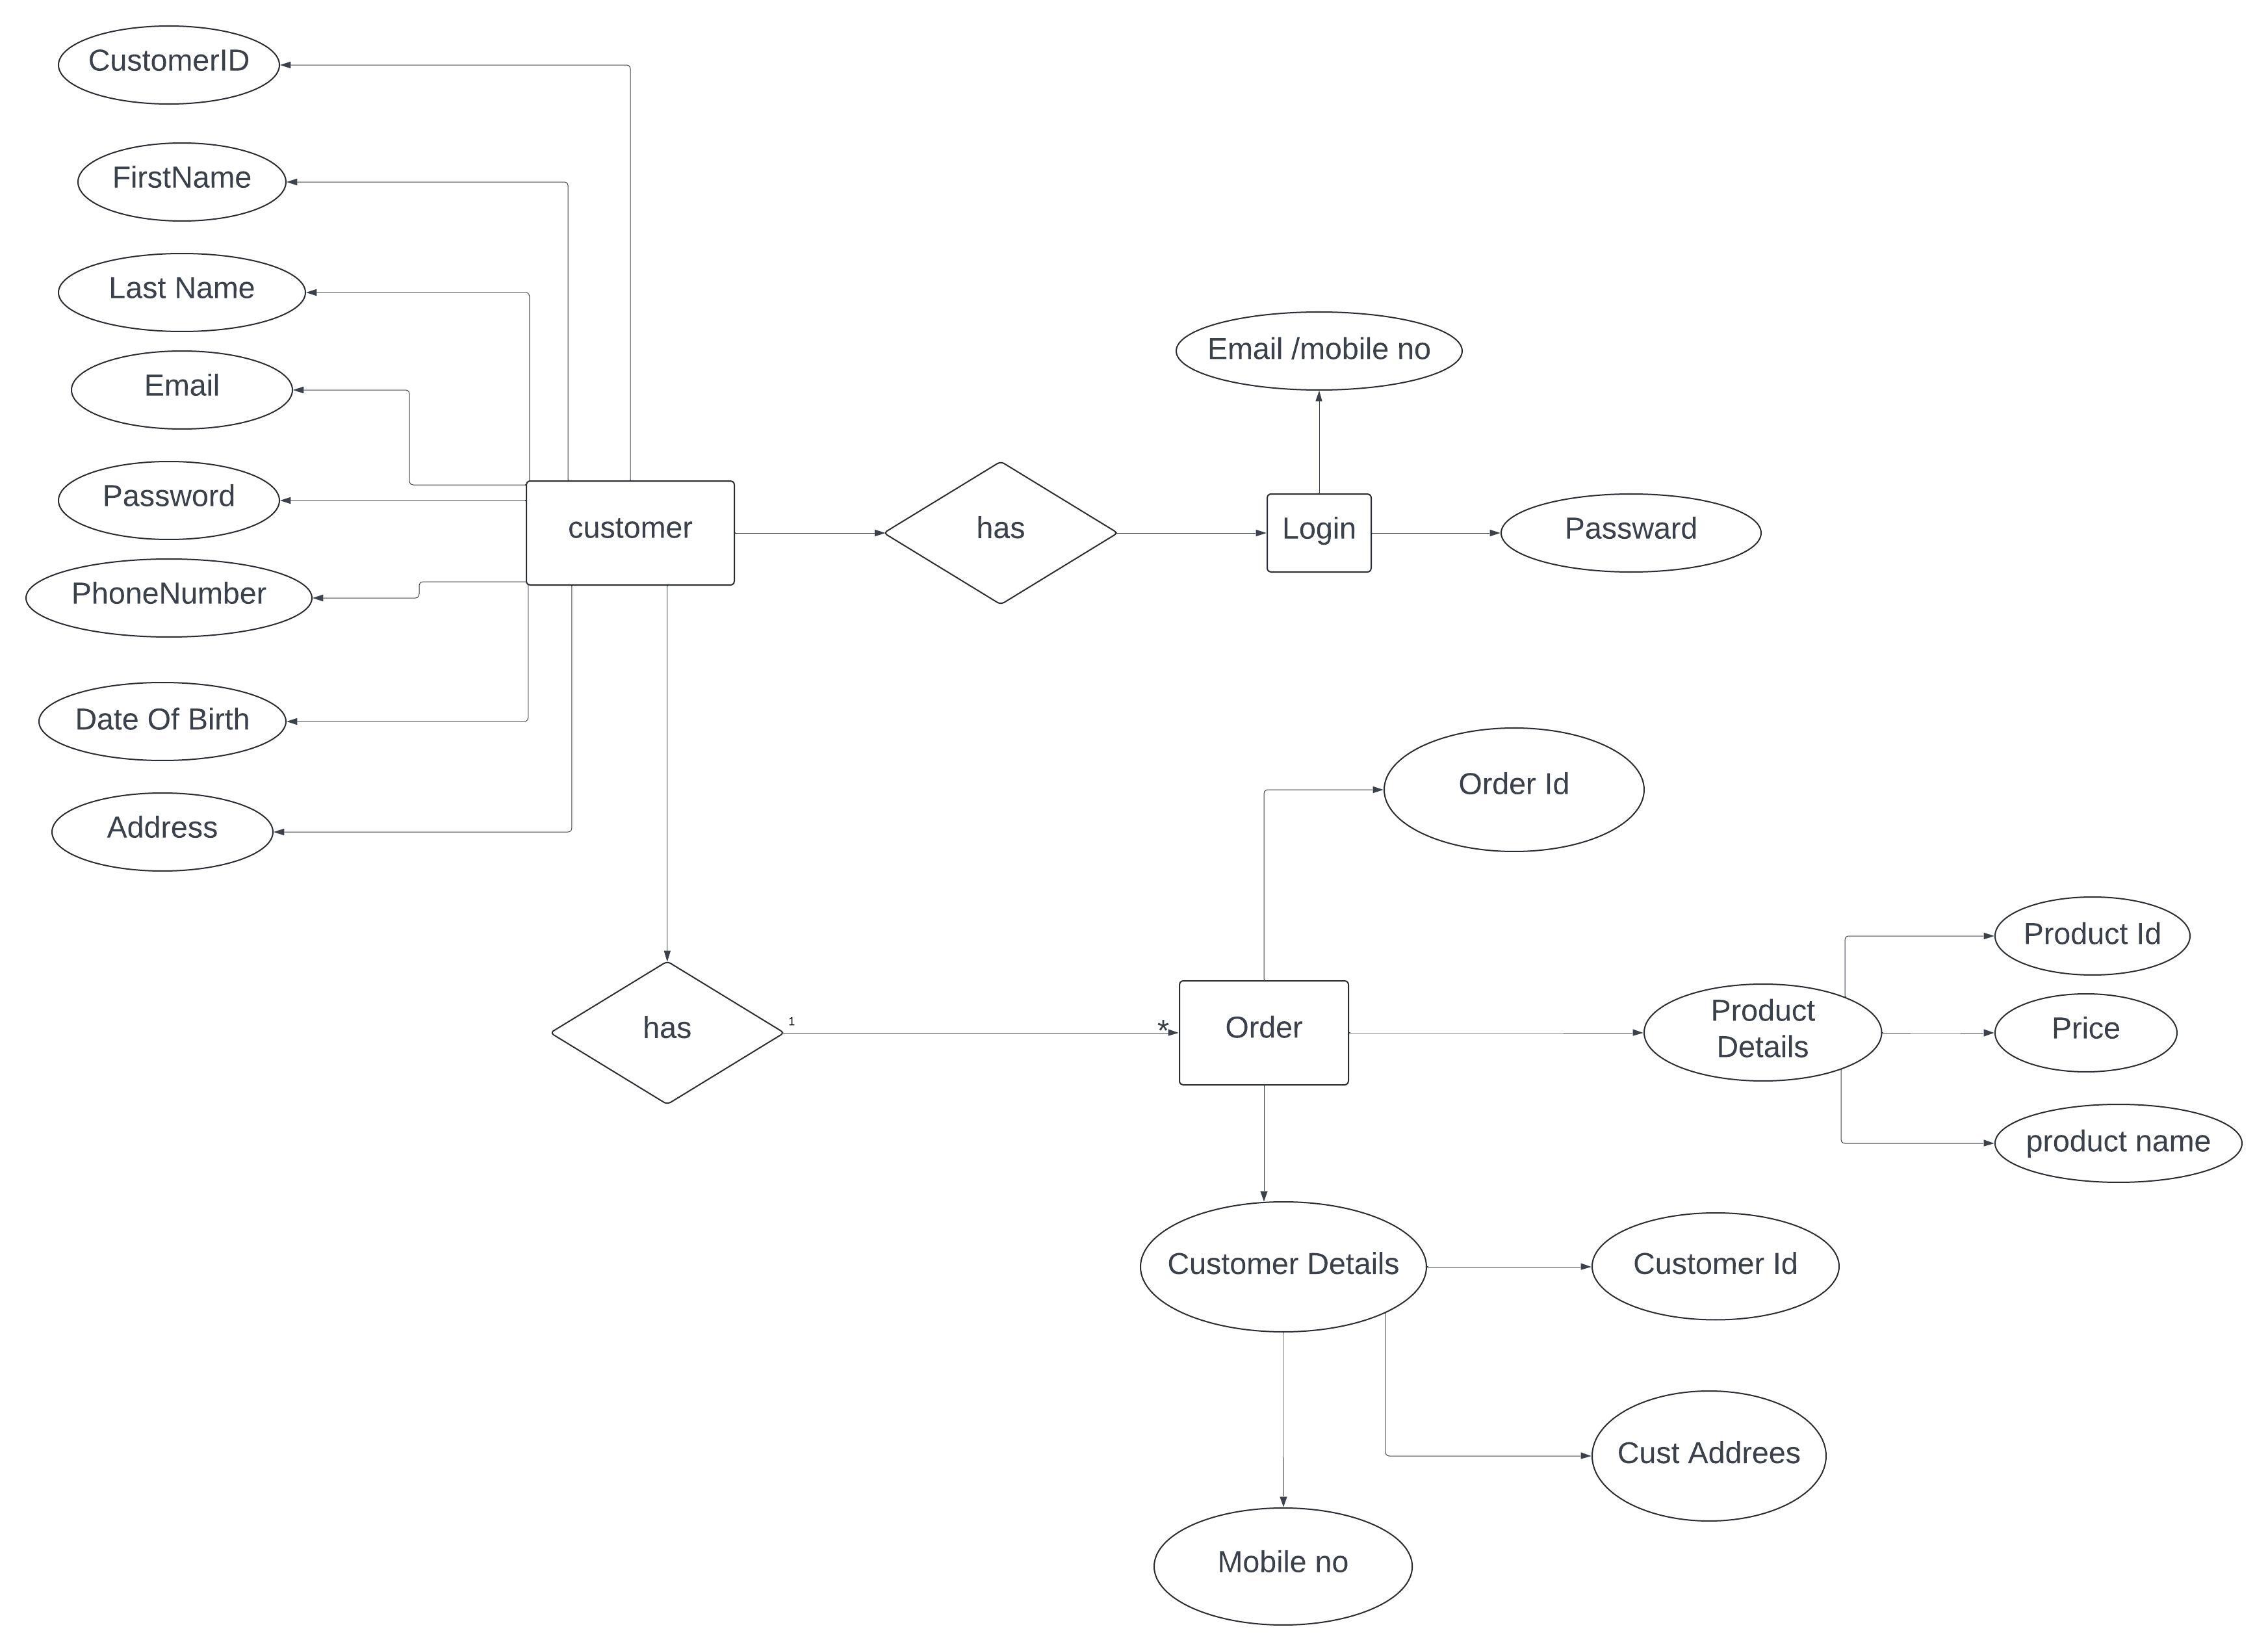 CustomerID
FirstName
Last Name
Email
Password
PhoneNumber
Date Of Birth
Address
customer
has
Login
Email /mobile no
Passward
has
1
*
Order
Order Id
Product
Details
Product Id
Price
product name
Customer Details
Customer Id
Cust Addrees
Mobile no